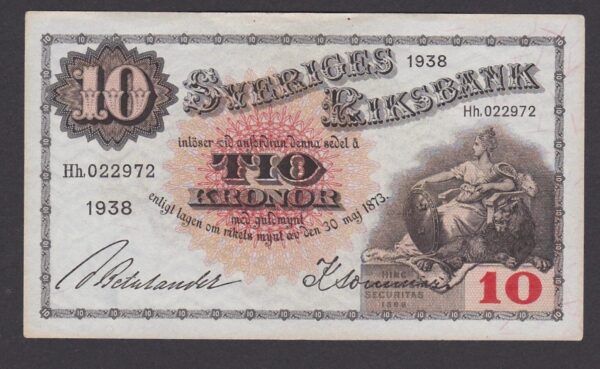 10
SVERIGES 1938
RIKSBANK
Hh.022972
inlöser vid anfordran denna sedel å
Hh.022972
TIO
KRONOR
1938
enligt lagen om rikets mynt av den 30 maj 1873.
med guldmynt
HINC
SECURITAS
10